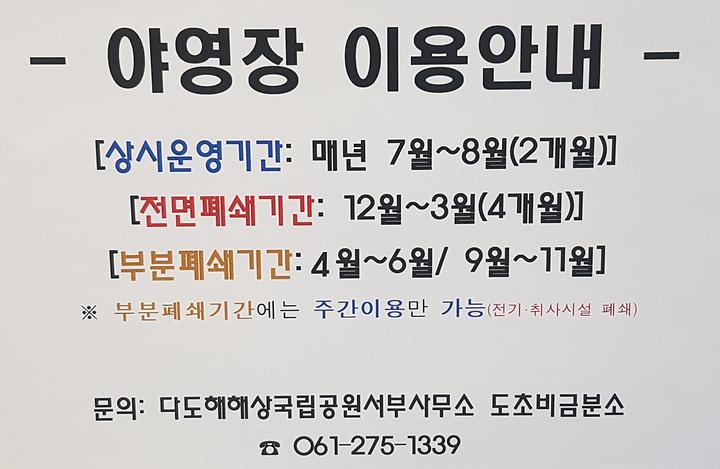 - 야영장 이용안내 -
[상시운영기간: 매년 7월~8월(2개월)]
[전면폐쇄기간: 12월~3월(4개월)]
[부분폐쇄기간: 4월~6월/ 9월~11월]
※ 부분폐쇄기간에는 주간이용만 가능(전기·취사시설 폐쇄)
문의: 다도해해상국립공원서부사무소 도초비금분소
☎ 061-275-1339